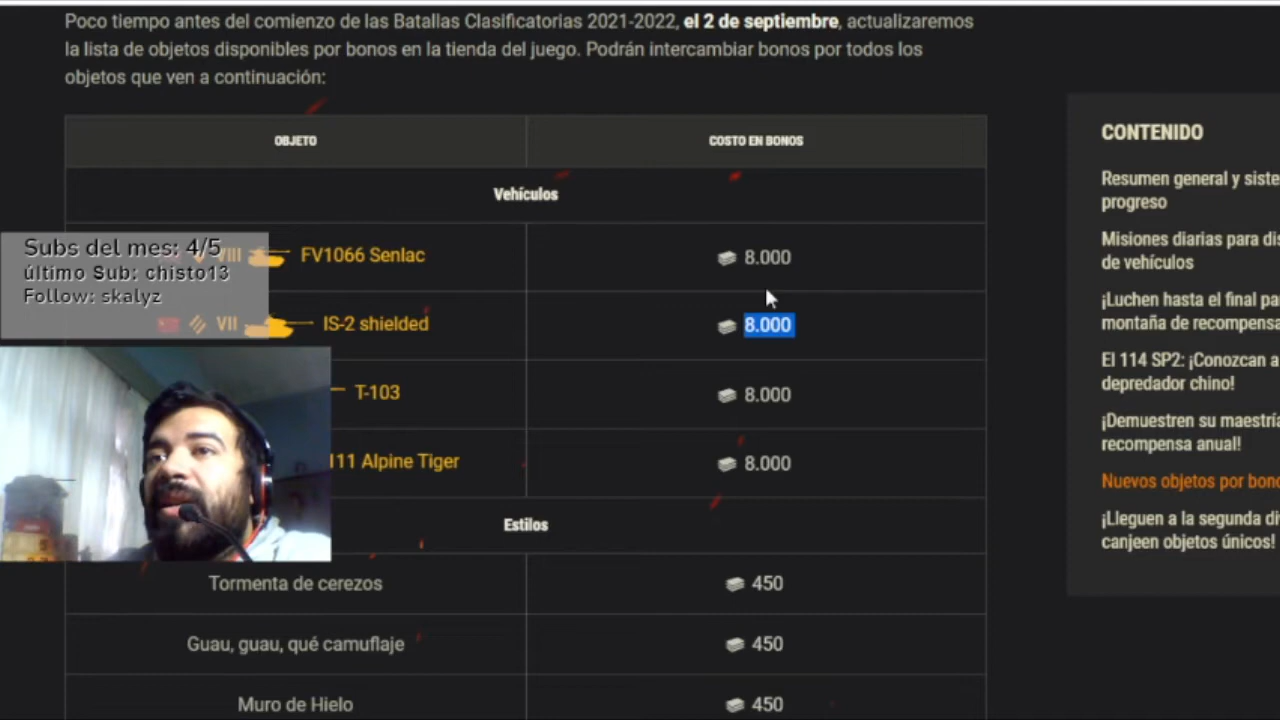 Poco tiempo antes del comienzo de las Batallas Clasificatorias 2021-2022, el 2 de septiembre, actualizaremos
la lista de objetos disponibles por bonos en la tienda del juego. Podrán intercambiar bonos por todos los
objetos que ven a continuación:
OBJETO COSTO EN BONOS
Vehículos
VIII FV1066 Senlac 8.000
VII IS-2 shielded 8.000
T-103 8.000
111 Alpine Tiger 8.000
Estilos
Tormenta de cerezos 450
Guau, guau, qué camuflaje 450
Muro de Hielo 450
Subs del mes: 4/5
último Sub: chisto13
Follow: skalyz
CONTENIDO
Resumen general y siste
progreso
Misiones diarias para dis
de vehículos
¡Luchen hasta el final pa
montaña de recompensa
El 114 SP2: ¡Conozcan a
depredador chino!
¡Demuestren su maestría
recompensa anual!
Nuevos objetos por bono
¡Lleguen a la segunda di
canjeen objetos únicos!